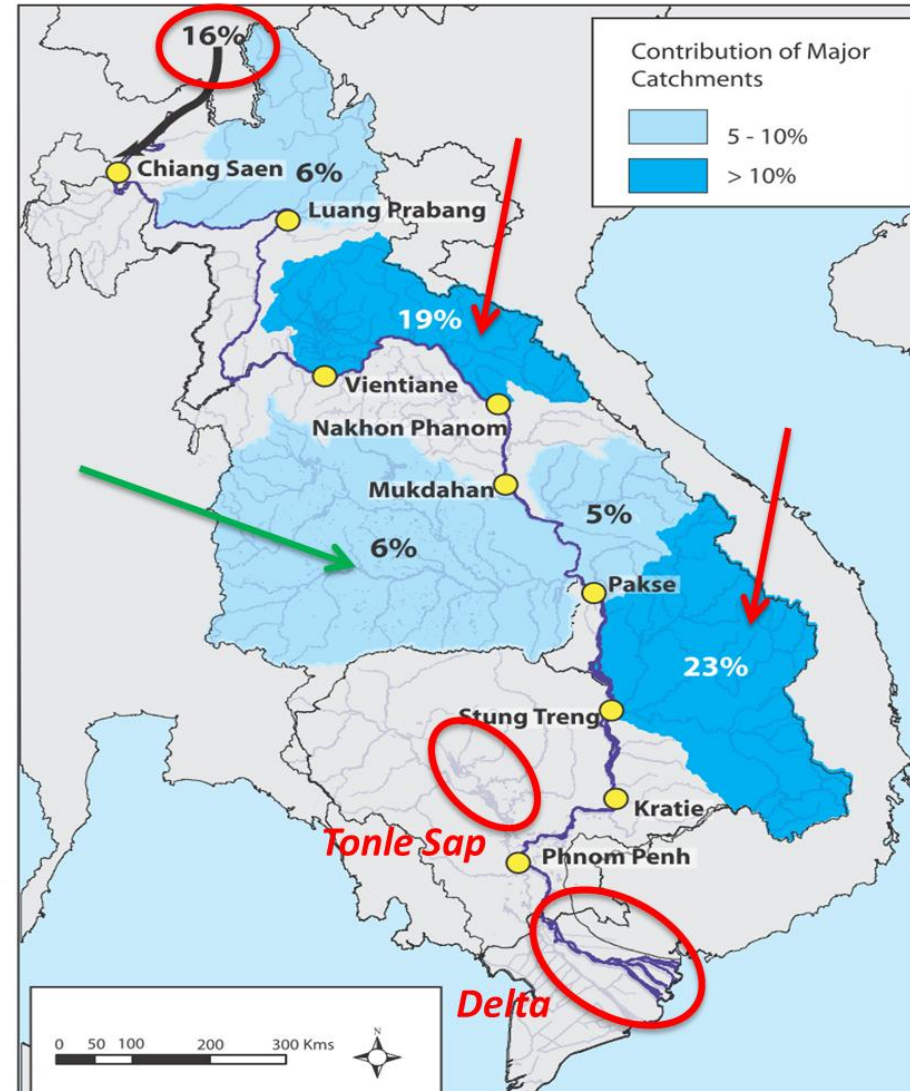 16%
Contribution of Major
Catchments
5 - 10%
> 10%
Chiang Saen
6%
Luang Prabang
19%
Vientiane
Nakhon Phanom
Mukdahan
5%
6%
Pakse
23%
Stung Treng
Kratie
Tonle Sap
Phnom Penh
Delta
N
0 50 100 200 300 Kms